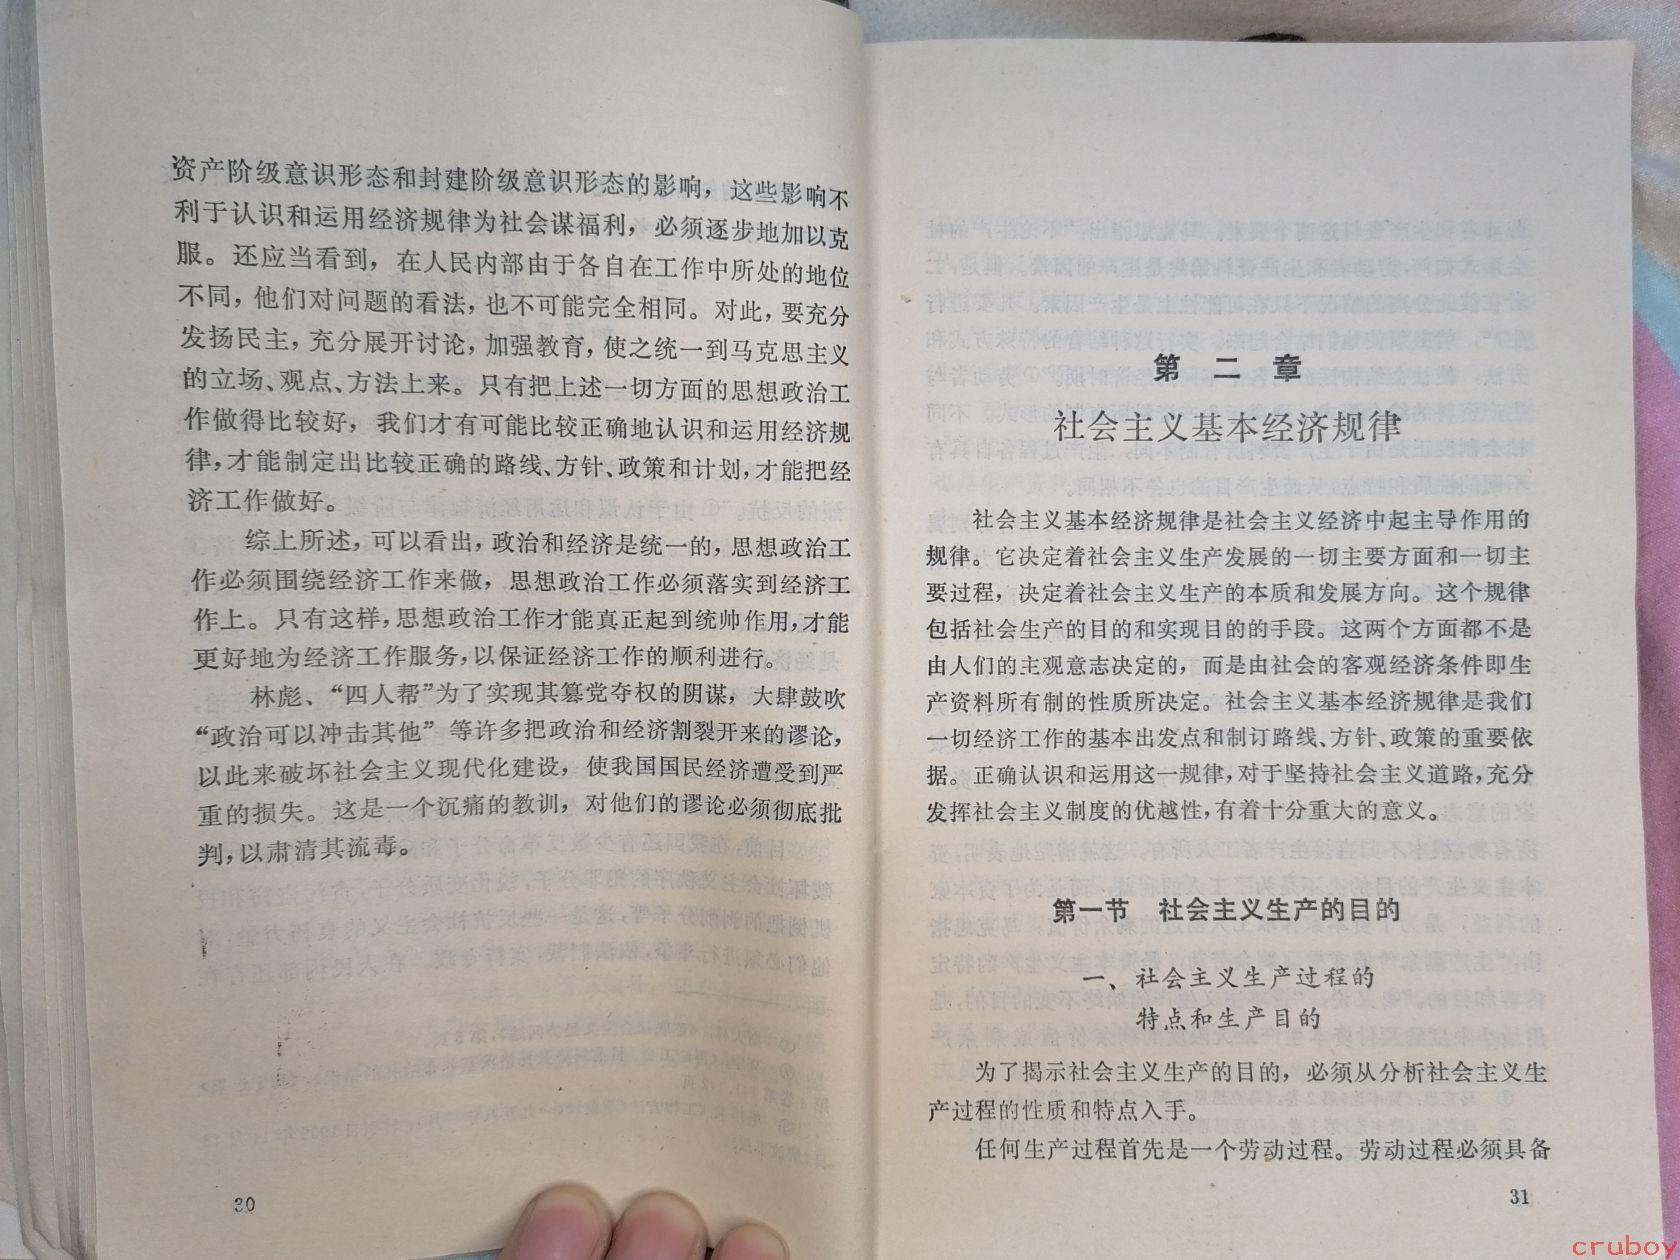 资产阶级意识形态和封建阶级意识形态的影响，这些影响不
利于认识和运用经济规律为社会谋福利，必须逐步地加以克
服。还应当看到，在人民内部由于各自在工作中所处的地位
不同，他们对问题的看法，也不可能完全相同。对此，要充分
发扬民主，充分展开讨论，加强教育，使之统一到马克思主义
的立场、观点、方法上来。只有把上述一切方面的思想政治工
作做得比较好，我们才有可能比较正确地认识和运用经济规
律，才能制定出比较正确的路线、方针、政策和计划，才能把经
济工作做好。
综上所述，可以看出，政治和经济是统一的，思想政治工
作必须围绕经济工作来做，思想政治工作必须落实到经济工
作上。只有这样，思想政治工作才能真正起到统帅作用，才能
更好地为经济工作服务，以保证经济工作的顺利进行。
林彪、“四人帮”为了实现其篡党夺权的阴谋，大肆鼓吹
“政治可以冲击其他”等许多把政治和经济割裂开来的谬论，
以此来破坏社会主义现代化建设，使我国国民经济遭受到严
重的损失。这是一个沉痛的教训，对他们的谬论必须彻底批
判，以肃清其流毒。
30
第二章
社会主义基本经济规律
社会主义基本经济规律是社会主义经济中起主导作用的
规律。它决定着社会主义生产发展的一切主要方面和一切主
要过程，决定着社会主义生产的本质和发展方向。这个规律
包括社会生产的目的和实现目的的手段。这两个方面都不是
由人们的主观意志决定的，而是由社会的客观经济条件即生
产资料所有制的性质所决定。社会主义基本经济规律是我们
一切经济工作的基本出发点和制订路线、方针、政策的重要依
据。正确认识和运用这一规律，对于坚持社会主义道路，充分
发挥社会主义制度的优越性，有着十分重大的意义。
第一节 社会主义生产的目的
一、社会主义生产过程的
特点和生产目的
为了揭示社会主义生产的目的，必须从分析社会主义生
产过程的性质和特点入手。
任何生产过程首先是一个劳动过程。劳动过程必须具备
31
cruboy